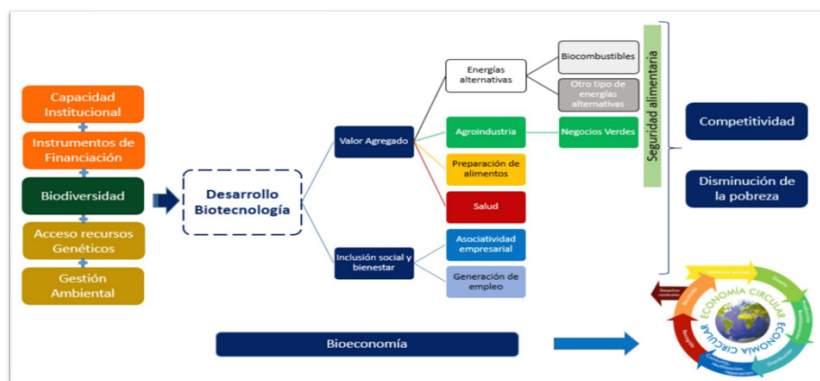 Capacidad
Institucional
Instrumentos de
Financiación
Biodiversidad
Acceso recursos
Genéticos
Gestión
Ambiental
Desarrollo
Biotecnología
Valor Agregado
Inclusión social y
bienestar
Energías
alternativas
Agroindustria
Preparación de
alimentos
Salud
Asociatividad
empresarial
Generación de
empleo
Biocombustibles
Otro tipo de
energías
alternativas
Negocios Verdes
Seguridad alimentaria
Competitividad
Disminución de
la pobreza
Bioeconomía
ECONOMÍA CIRCULAR
ECONOMÍA CIRCULAR